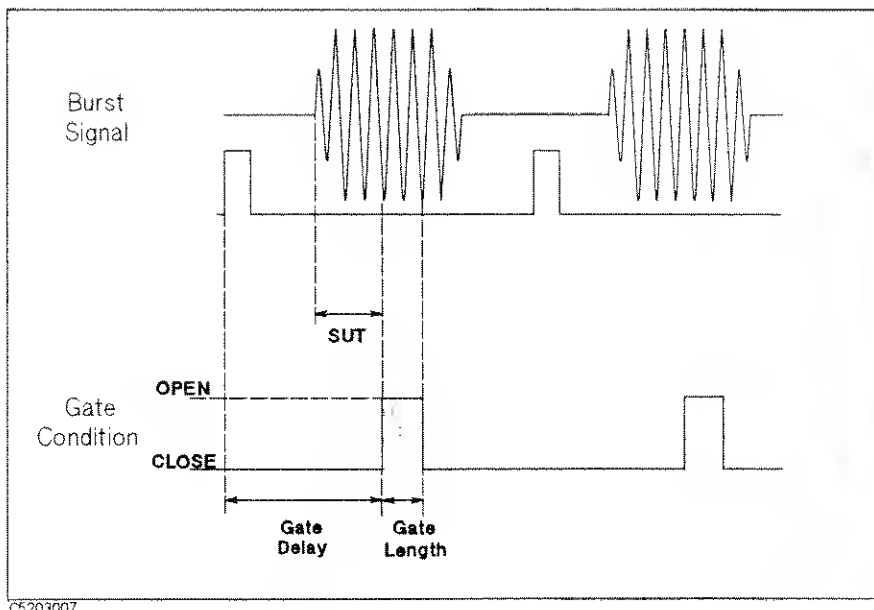 Burst
Signal
SUT
OPEN
Gate
Condition
CLOSE
Gate
Delay
Gate
Length
C5203007